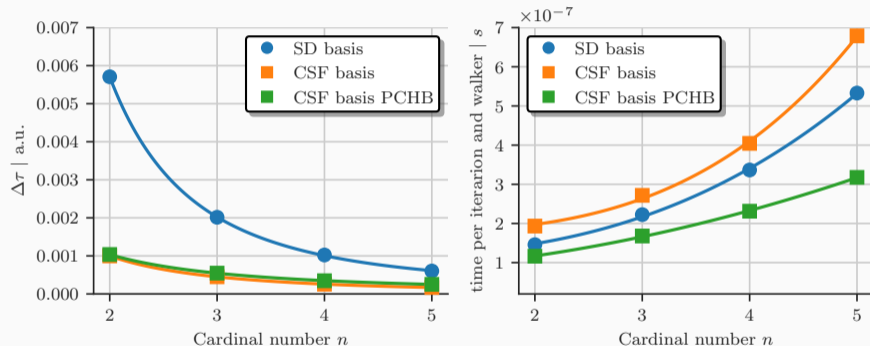 0.007
0.006
0.005
0.004
0.003
0.002
0.001
0.000
Δτ | a.u.
SD basis
CSF basis
CSF basis PCHB
2 3 4 5
Cardinal number n
×10⁻⁷
7
6
5
4
3
2
1
time per iterarion and walker | s
SD basis
CSF basis
CSF basis PCHB
2 3 4 5
Cardinal number n